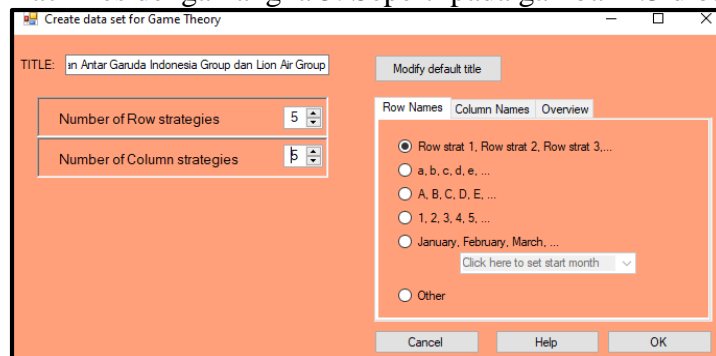 Create data set for Game Theory
TITLE: an Antar Garuda Indonesia Group dan Lion Air Group
Modify default title
Number of Row strategies 5
Number of Column strategies 5
Row Names Column Names Overview
Row strat 1, Row strat 2, Row strat 3,...
a, b, c, d, e, ...
A, B, C, D, E, ...
1, 2, 3, 4, 5, ...
January, February, March, ...
Click here to set start month
Other
Cancel Help OK